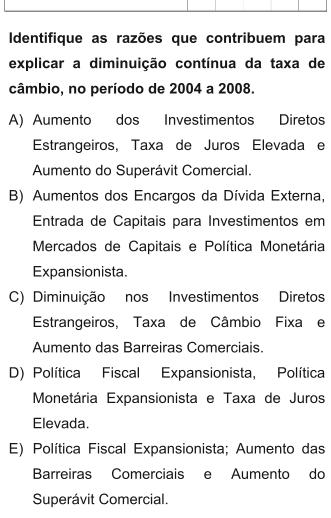 Identifique as razões que contribuem para
explicar a diminuição contínua da taxa de
câmbio, no período de 2004 a 2008.
A) Aumento dos Investimentos Diretos
Estrangeiros, Taxa de Juros Elevada e
Aumento do Superávit Comercial.
B) Aumentos dos Encargos da Dívida Externa,
Entrada de Capitais para Investimentos em
Mercados de Capitais e Política Monetária
Expansionista.
C) Diminuição nos Investimentos Diretos
Estrangeiros, Taxa de Câmbio Fixa e
Aumento das Barreiras Comerciais.
D) Política Fiscal Expansionista, Política
Monetária Expansionista e Taxa de Juros
Elevada.
E) Política Fiscal Expansionista; Aumento das
Barreiras Comerciais e Aumento do
Superávit Comercial.